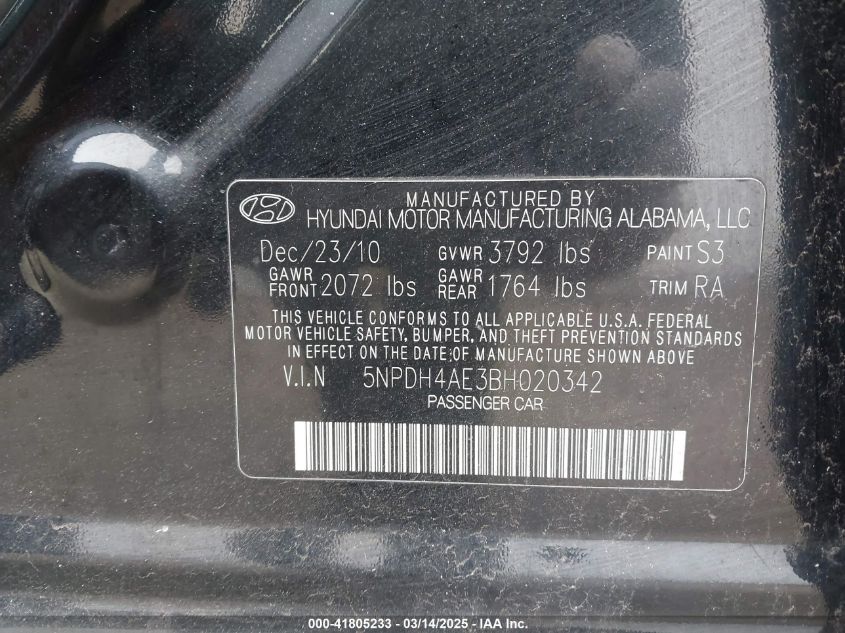 MANUFACTURED BY
HYUNDAI MOTOR MANUFACTURING ALABAMA, LLC
Dec/23/10 GVWR 3792 lbs PAINT S3
GAWR FRONT 2072 lbs GAWR REAR 1764 lbs TRIM RA
THIS VEHICLE CONFORMS TO ALL APPLICABLE U.S.A. FEDERAL
MOTOR VEHICLE SAFETY, BUMPER, AND THEFT PREVENTION STANDARDS
IN EFFECT ON THE DATE OF MANUFACTURE SHOWN ABOVE
V.I.N 5NPDH4AE3BH020342
PASSENGER CAR
000-41805233 - 03/14/2025 - IAA Inc.